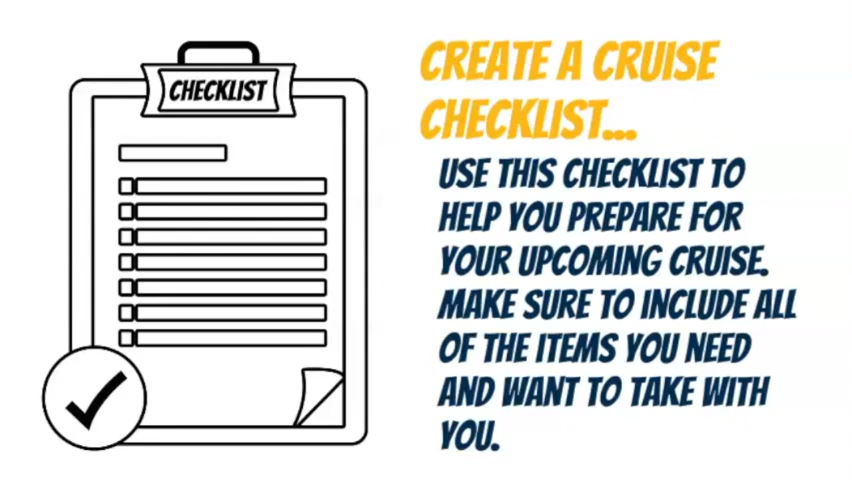 CHECKLIST
CREATE A CRUISE
CHECKLIST...
USE THIS CHECKLIST TO
HELP YOU PREPARE FOR
YOUR UPCOMING CRUISE.
MAKE SURE TO INCLUDE ALL
OF THE ITEMS YOU NEED
AND WANT TO TAKE WITH
YOU.